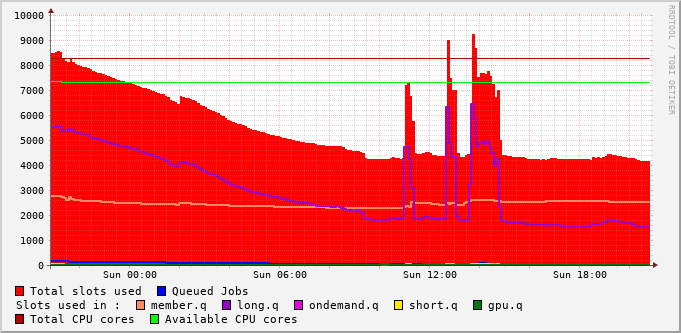 10000
9000
8000
7000
6000
5000
4000
3000
2000
1000
0
Sun 00:00 Sun 06:00 Sun 12:00 Sun 18:00
RRDTOOL / TOBI OETIKER
Total slots used Queued Jobs
Slots used in : member.q long.q ondemand.q short.q gpu.q
Total CPU cores Available CPU cores